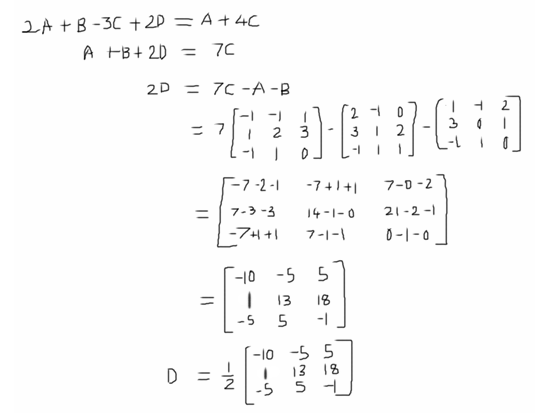 2A + B - 3C + 2D = A + 4C
A + B + 2D = 7C
2D = 7C - A - B
= 7 [-1 -1 1; 1 2 3; -1 1 0] - [2 -1 0; 3 1 2; -1 1 1] - [1 -1 2; 3 0 1; -1 1 0]
= [-7-2-1 -7+1+1 7-0-2; 7-3-3 14-1-0 21-2-1; -7+1+1 7-1-1 0-1-0]
= [-10 -5 5; 1 13 18; -5 5 -1]
D = 1/2 [-10 -5 5; 1 13 18; -5 5 -1]